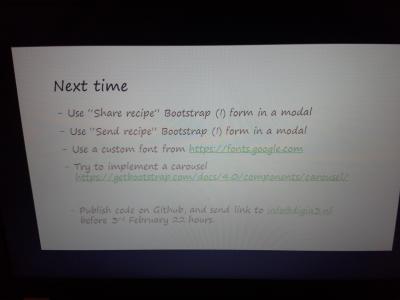 Next time
- Use "Share recipe" Bootstrap (!) form in a modal
- Use "Send recipe" Bootstrap (!) form in a modal
- Use a custom font from https://fonts.google.com
- Try to implement a carousel
https://getbootstrap.com/docs/4.0/components/carousel/
- Publish code on Github, and send link to
before 3rd February 22 hours.